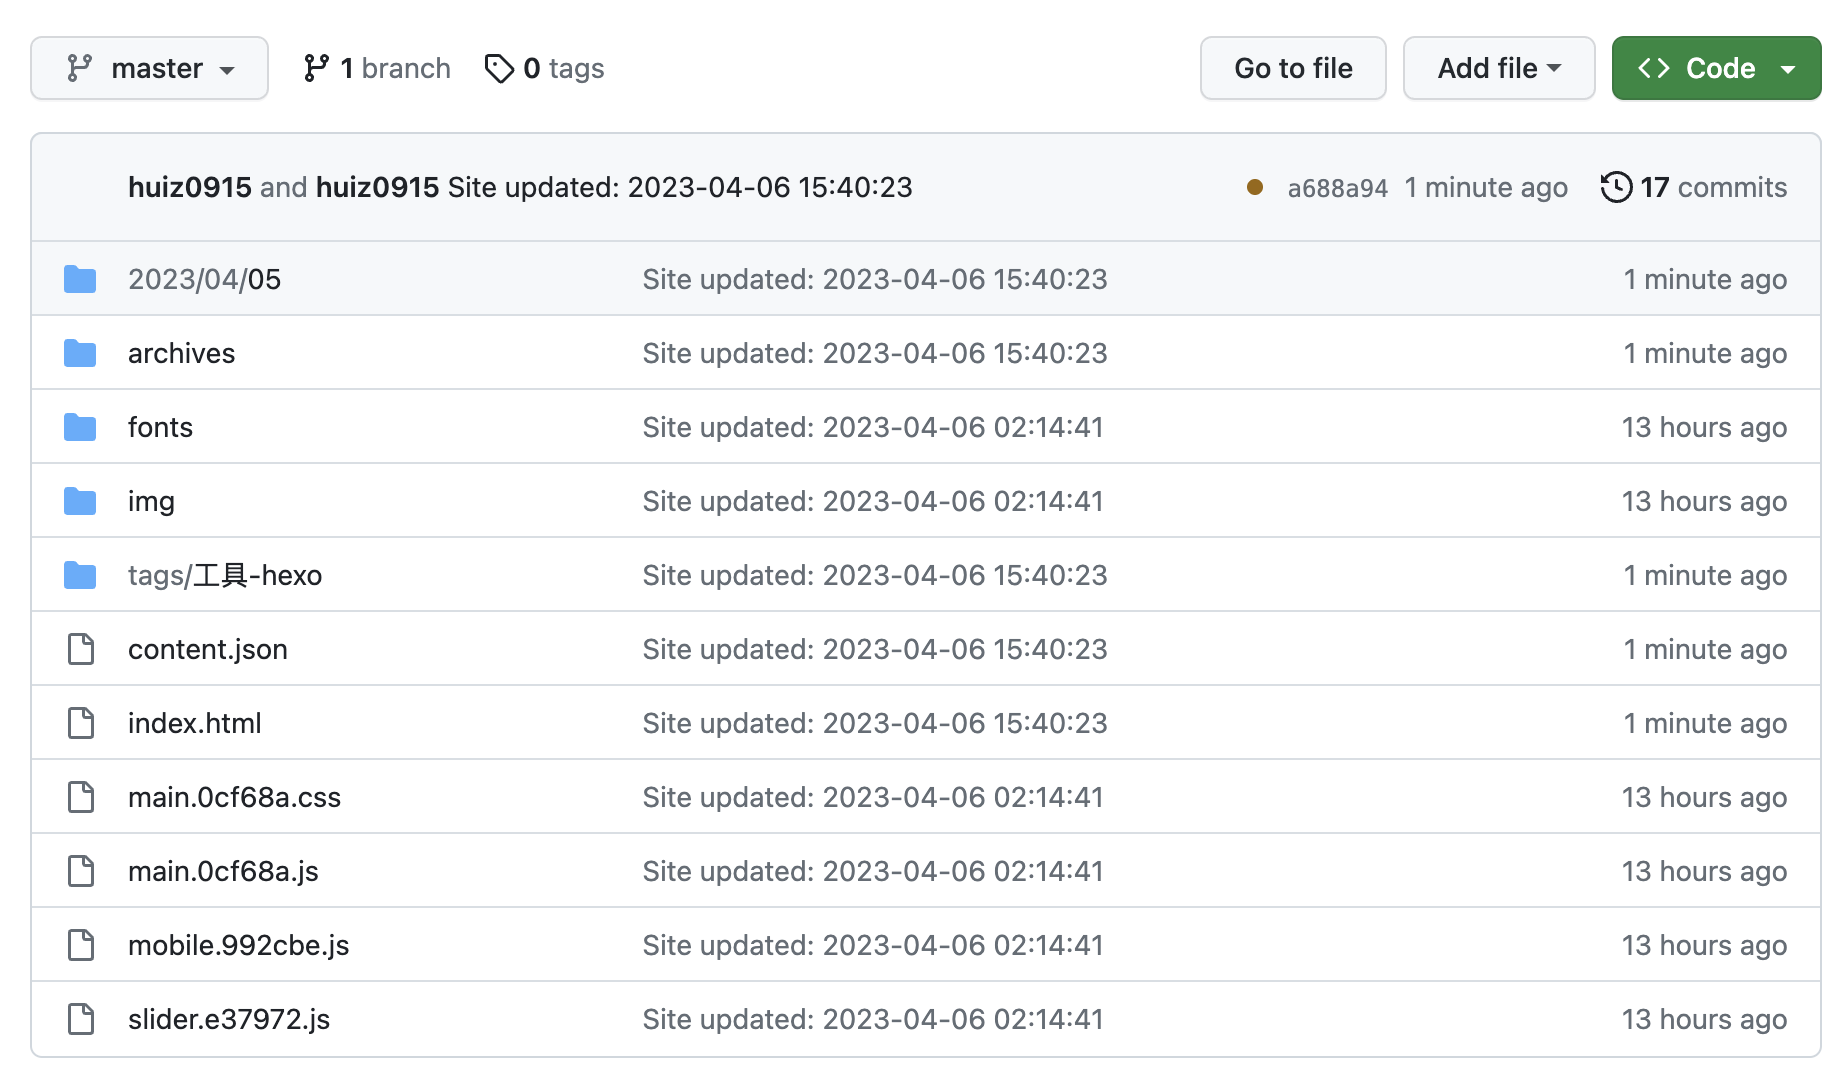 master 1 branch 0 tags Go to file Add file Code
huiz0915 and huiz0915 Site updated: 2023-04-06 15:40:23 a688a94 1 minute ago 17 commits
2023/04/05 Site updated: 2023-04-06 15:40:23 1 minute ago
archives Site updated: 2023-04-06 15:40:23 1 minute ago
fonts Site updated: 2023-04-06 02:14:41 13 hours ago
img Site updated: 2023-04-06 02:14:41 13 hours ago
tags/工具-hexo Site updated: 2023-04-06 15:40:23 1 minute ago
content.json Site updated: 2023-04-06 15:40:23 1 minute ago
index.html Site updated: 2023-04-06 15:40:23 1 minute ago
main.0cf68a.css Site updated: 2023-04-06 02:14:41 13 hours ago
main.0cf68a.js Site updated: 2023-04-06 02:14:41 13 hours ago
mobile.992cbe.js Site updated: 2023-04-06 02:14:41 13 hours ago
slider.e37972.js Site updated: 2023-04-06 02:14:41 13 hours ago